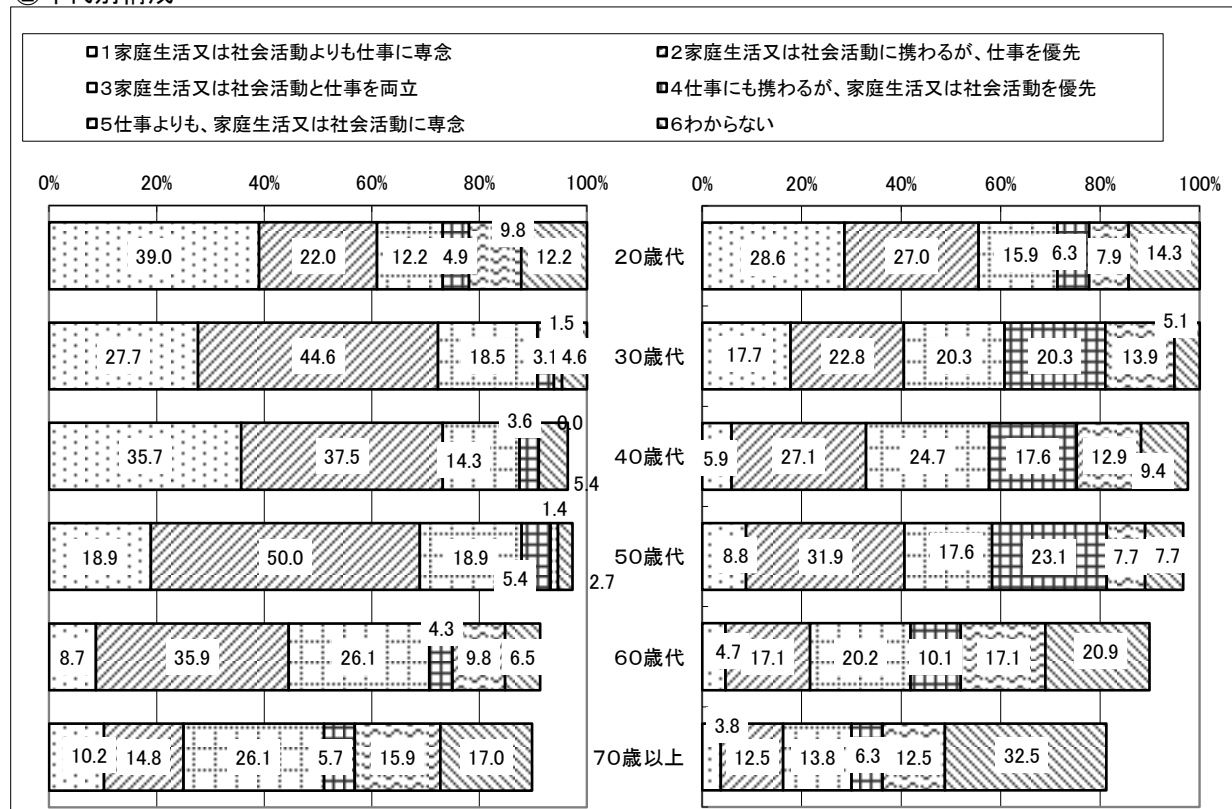 □1家庭生活又は社会活動よりも仕事に専念 □2家庭生活又は社会活動に携わるが、仕事を優先
□3家庭生活又は社会活動と仕事を両立 □4仕事にも携わるが、家庭生活又は社会活動を優先
□5仕事よりも、家庭生活又は社会活動に専念 □6わからない
0% 20% 40% 60% 80% 100% 0% 20% 40% 60% 80% 100%
39.0 22.0 12.2 4.9 9.8 12.2 20歳代 28.6 27.0 15.9 6.3 7.9 14.3
27.7 44.6 18.5 3.1 1.5 4.6 30歳代 17.7 22.8 20.3 20.3 13.9 5.1
35.7 37.5 14.3 3.6 0.0 5.4 40歳代 5.9 27.1 24.7 17.6 12.9 9.4
18.9 50.0 18.9 5.4 1.4 2.7 50歳代 8.8 31.9 17.6 23.1 7.7 7.7
8.7 35.9 26.1 4.3 9.8 6.5 60歳代 4.7 17.1 20.2 10.1 17.1 20.9
10.2 14.8 26.1 5.7 15.9 17.0 70歳以上 3.8 12.5 13.8 6.3 12.5 32.5